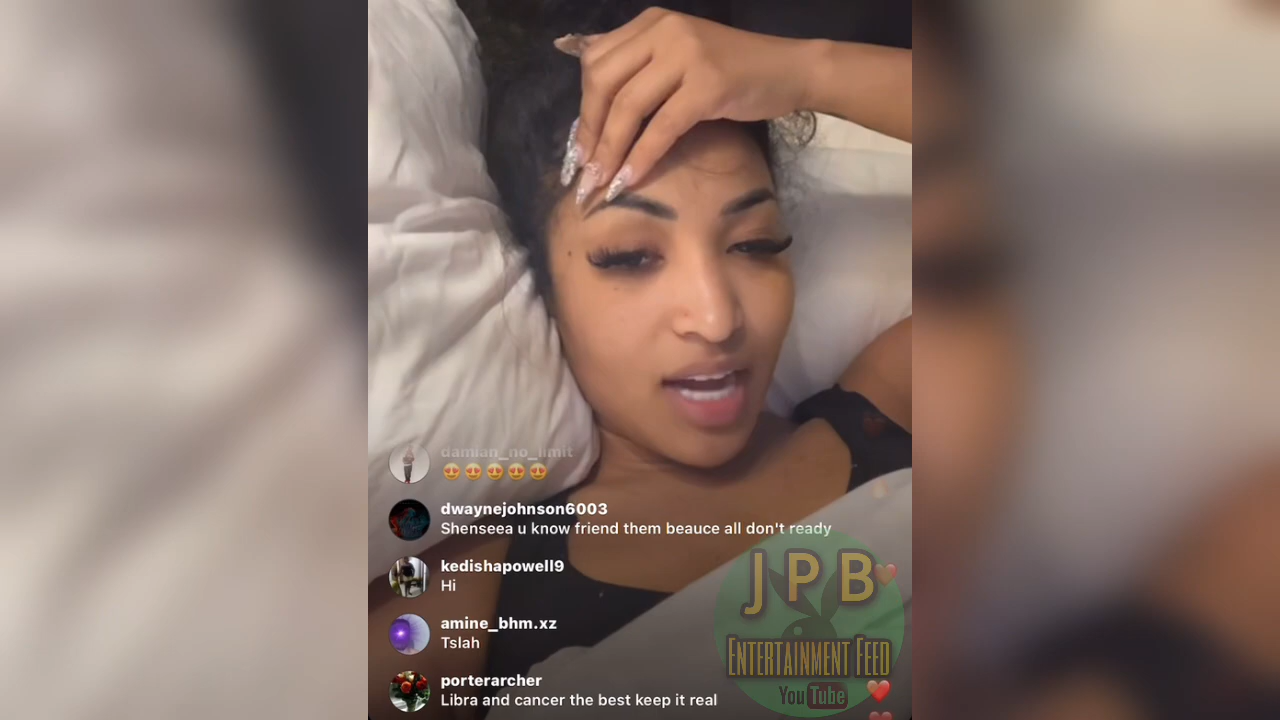 damian_no_limit
😍😍😍😍😍
dwaynejohnson6003
Shenseea u know friend them beauce all don't ready
kedishapowell9
Hi
amine_bhm.xz
Tslah
porterarcher
Libra and cancer the best keep it real
JPB
ENTERTAINMENT FEED
YouTube